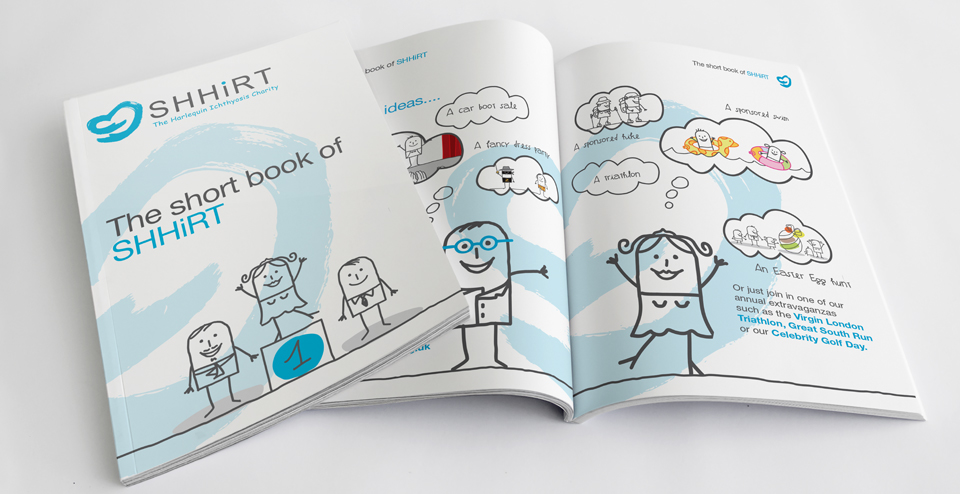 SHHiRT
The Harlequin Ichthyosis Charity
The short book of
SHHiRT
1
book of SHHiRT
ideas....
A car boot sale
A fancy dress party
The short book of SHHiRT
A sponsored hike
A sponsored swim
A triathlon
An Easter Egg hunt
Or just join in one of our
annual extravaganzas
such as the Virgin London
Triathlon, Great South Run
or our Celebrity Golf Day.